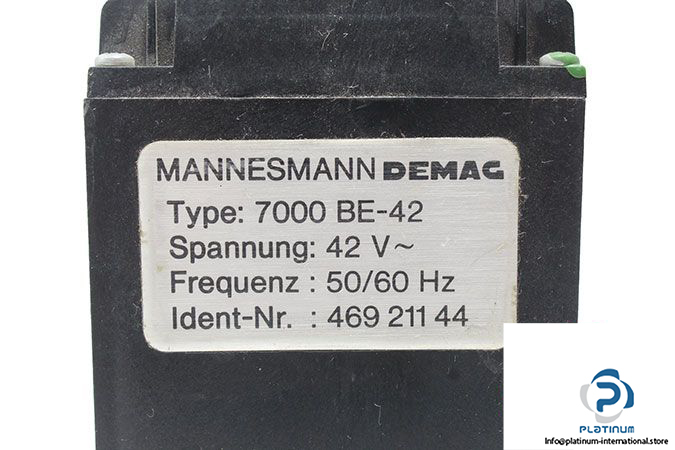 MANNESMANN DEMAG
Type: 7000 BE-42
Spannung: 42 V~
Frequenz : 50/60 Hz
Ident-Nr. : 469 211 44
PLATINUM
Info@platinum-international.store